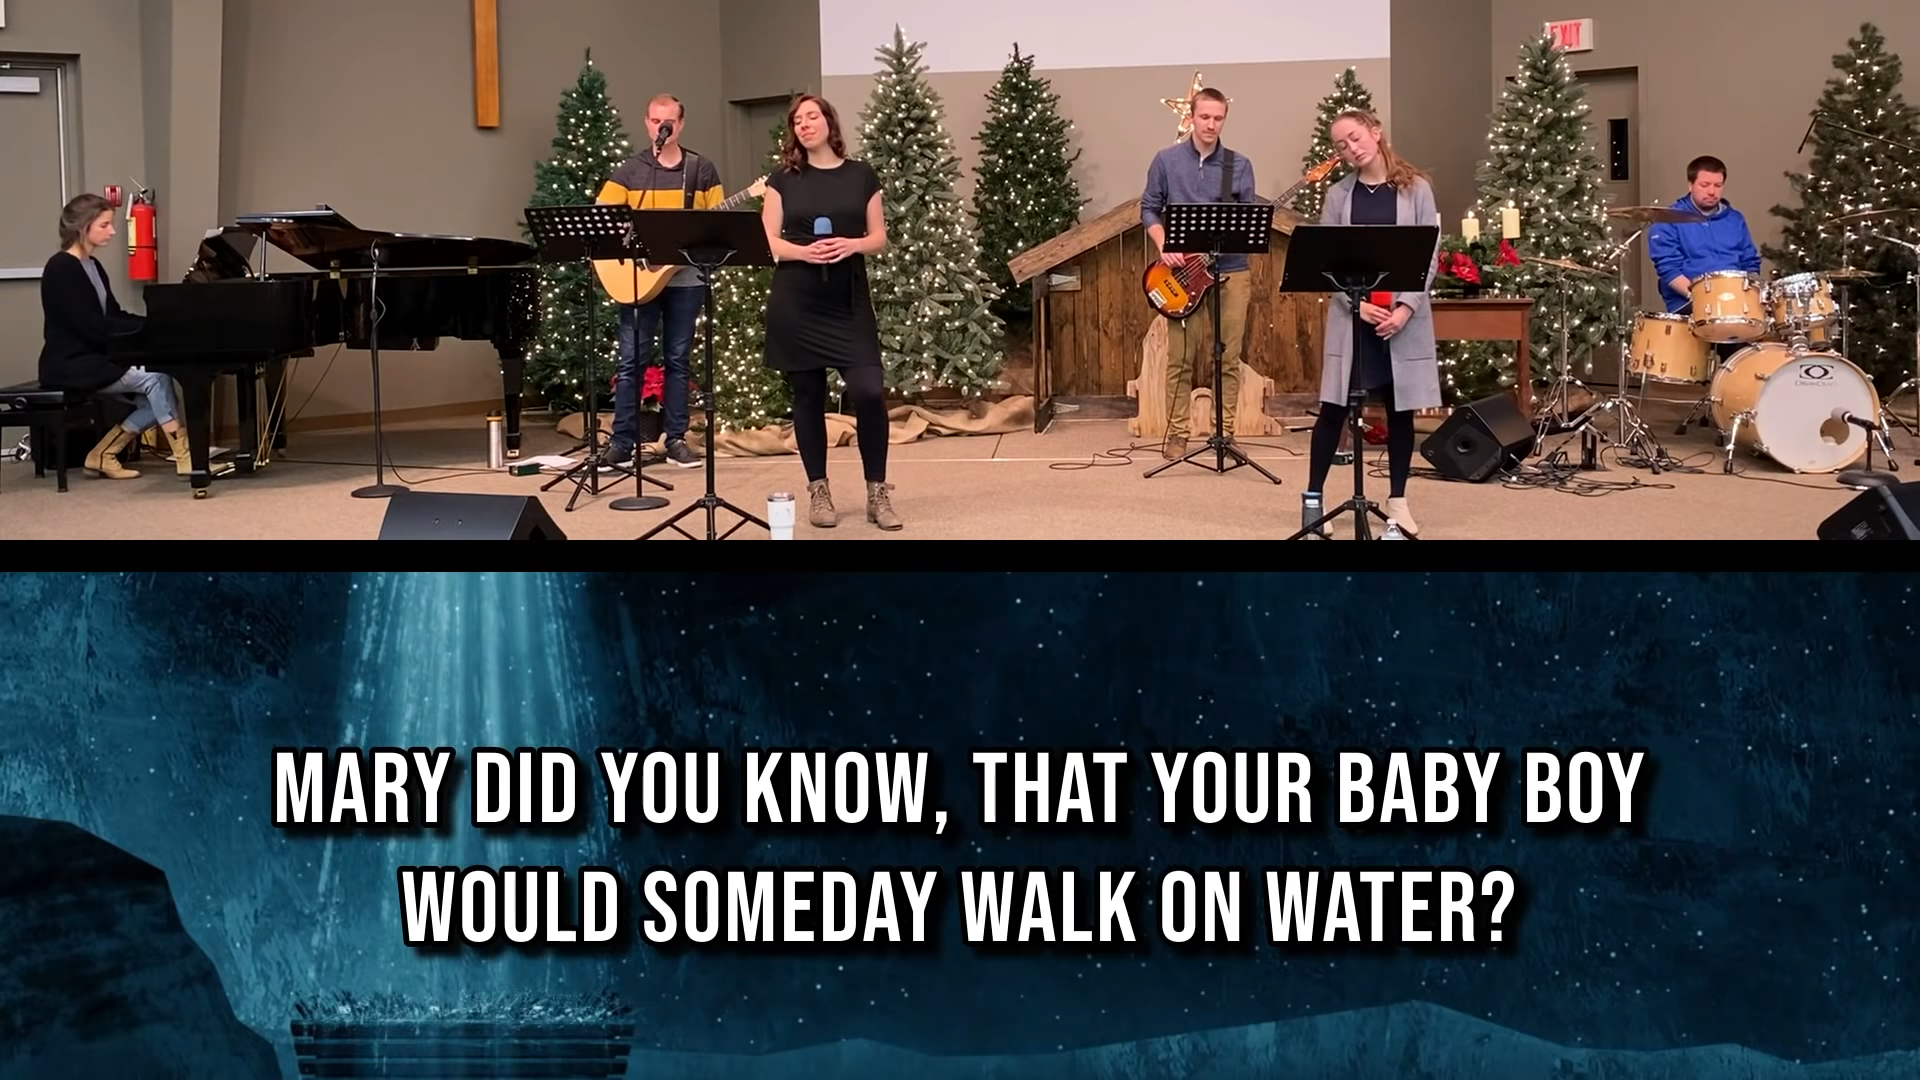 EXIT
MARY DID YOU KNOW, THAT YOUR BABY BOY
WOULD SOMEDAY WALK ON WATER?